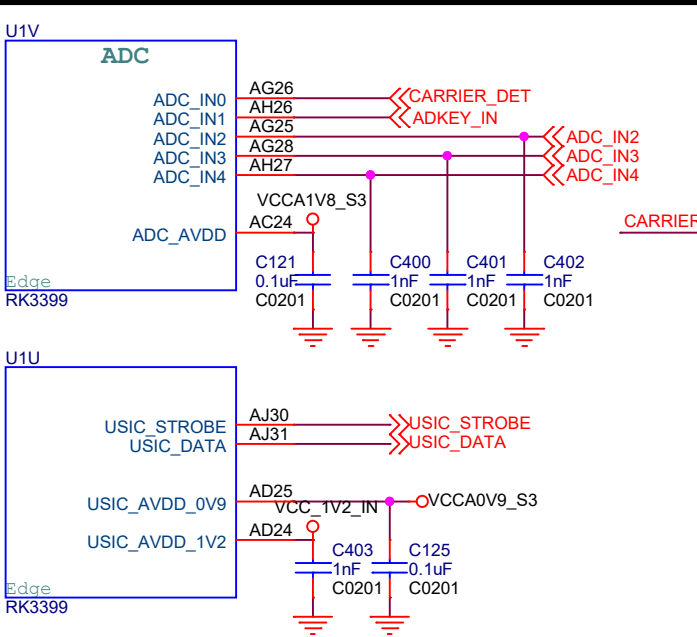 U1V
ADC
ADC_IN0 AG26 CARRIER_DET
ADC_IN1 AH26 ADKEY_IN
ADC_IN2 AG25 ADC_IN2
ADC_IN3 AG28 ADC_IN3
ADC_IN4 AH27 ADC_IN4
VCCA1V8_S3
ADC_AVDD AC24
CARRIER
C121 C400 C401 C402
0.1uF 1nF 1nF 1nF
C0201 C0201 C0201 C0201
Edge
RK3399
U1U
USIC_STROBE AJ30 USIC_STROBE
USIC_DATA AJ31 USIC_DATA
USIC_AVDD_0V9 AD25 VCCA0V9_S3
VCC_1V2_IN
USIC_AVDD_1V2 AD24
C403 C125
1nF 0.1uF
C0201 C0201
Edge
RK3399